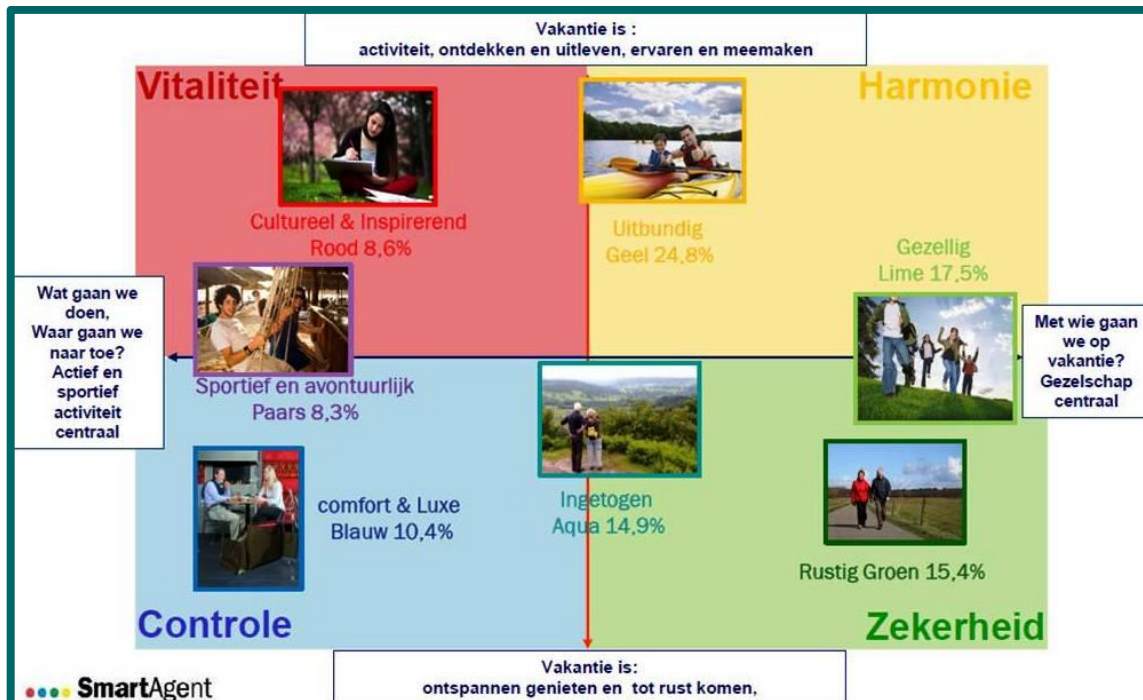 Vakantie is :
activiteit, ontdekken en uitleven, ervaren en meemaken
Vitaliteit
Harmonie
Cultureel & Inspirerend
Rood 8,6%
Uitbundig
Geel 24,8%
Gezellig
Lime 17,5%
Wat gaan we
doen,
Waar gaan we
naar toe?
Actief en
sportief
activiteit
centraal
Met wie gaan
we op
vakantie?
Gezelschap
centraal
Sportief en avontuurlijk
Paars 8,3%
comfort & Luxe
Blauw 10,4%
Ingetogen
Aqua 14,9%
Rustig Groen 15,4%
Controle
Zekerheid
Vakantie is:
ontspannen genieten en tot rust komen,
SmartAgent